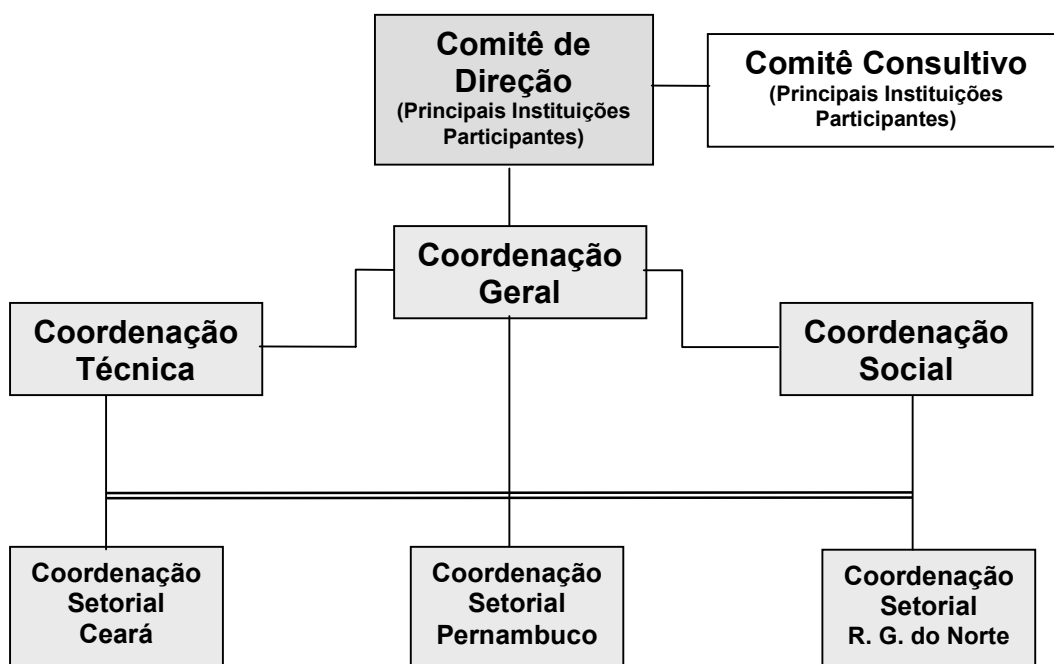 Comitê de
Direção
(Principais Instituições
Participantes)
Comitê Consultivo
(Principais Instituições
Participantes)
Coordenação
Geral
Coordenação
Técnica
Coordenação
Social
Coordenação
Setorial
Ceará
Coordenação
Setorial
Pernambuco
Coordenação
Setorial
R. G. do Norte